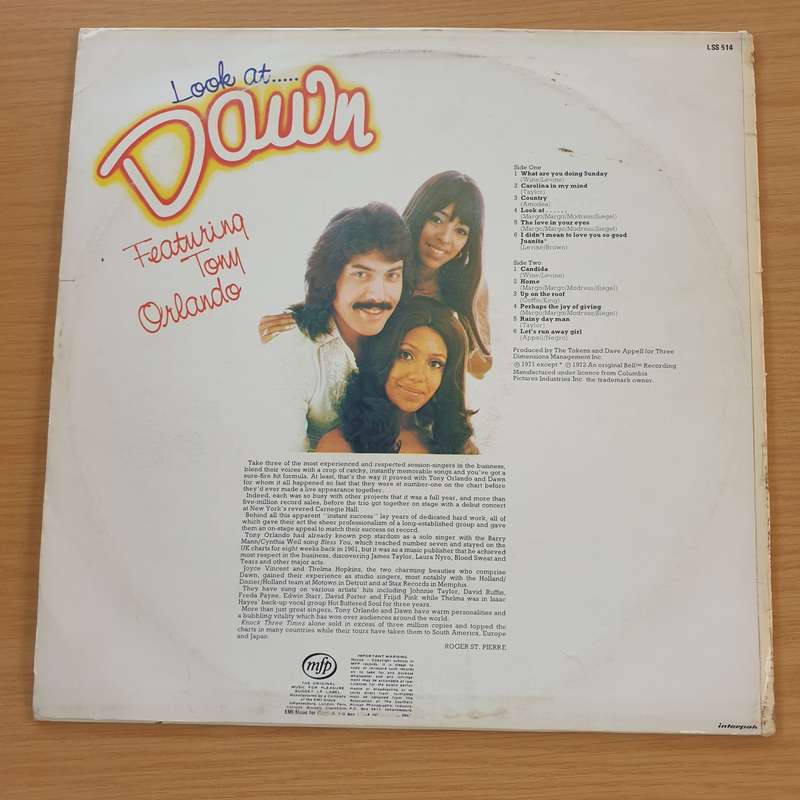 LSS 514
Look at.....
Dawn
Featuring
Tony
Orlando
Side One
1 What are you doing Sunday
(Wine/Levine)
2 Carolina in my mind
(Taylor)
3 Country
(Amodea)
4 Look at . . . . . .
(Margo/Margo/Modress/Siegel)
5 The love in your eyes
(Margo/Margo/Modress/Siegel)
6 I didn't mean to love you so good
Juanita*
(Levine/Brown)
Side Two
1 Candida
(Wine/Levine)
2 Home
(Margo/Margo/Modress/Siegel)
3 Up on the roof
(Goffin/King)
4 Perhaps the joy of giving
(Margo/Margo/Modress/Siegel)
5 Rainy day man
(Taylor)
6 Let's run away girl
(Appell/Negro)
Produced by The Tokens and Dave Appell for Three
Dimensions Management Inc.
℗ 1971 except * ℗ 1972 An original Bell™ Recording
Manufactured under licence from Columbia
Pictures Industries Inc. the trademark owner.
Take three of the most experienced and respected session-singers in the business,
blend their voices with a crop of catchy, instantly memorable songs and you've got a
sure-fire hit formula. At least, that's the way it proved with Tony Orlando and Dawn
for whom it all happened so fast that they were at number-one on the chart before
they'd ever made a live appearance together.
Indeed, each was so busy with other projects that it was a full year, and more than
five-million record sales, before the trio got together on stage with a debut concert
at New York's revered Carnegie Hall.
Behind all this apparent "instant success" lay years of dedicated hard work, all of
which gave their act the sheer professionalism of a long-established group and gave
them an on-stage appeal to match their success on record.
Tony Orlando had already known pop stardom as a solo singer with the Barry
Mann/Cynthia Weil song Bless You, which reached number seven and stayed on the
UK charts for eight weeks back in 1961, but it was as a music publisher that he achieved
most respect in the business, discovering James Taylor, Laura Nyro, Blood Sweat and
Tears and other major acts.
Joyce Vincent and Thelma Hopkins, the two charming beauties who comprise
Dawn, gained their experience as studio singers, most notably with the Holland/
Dozier/Holland team at Motown in Detroit and at Stax Records in Memphis.
They have sung on various artists' hits including Johnnie Taylor, David Ruffin,
Freda Payne, Edwin Starr, David Porter and Frijid Pink while Thelma was in Isaac
Hayes' back-up vocal group Hot Buttered Soul for three years.
More than just great singers, Tony Orlando and Dawn have warm personalities and
a bubbling vitality which has won over audiences around the world.
Knock Three Times alone sold in excess of three million copies and topped the
charts in many countries while their tours have taken them to South America, Europe
and Japan.
ROGER ST. PIERRE
mfp
THE ORIGINAL
MUSIC FOR PLEASURE
BUDGET LP LABEL
IMPORTANT WARNING
interpak